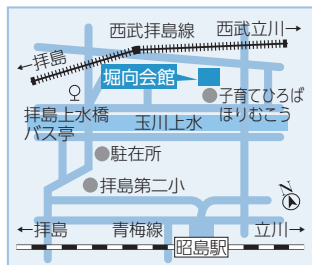 西武拝島線
西武立川→
←拝島
堀向会館
子育てひろば
ほりむこう
拝島上水橋
バス亭
玉川上水
駐在所
拝島第二小
N
←拝島
青梅線
立川→
昭島駅